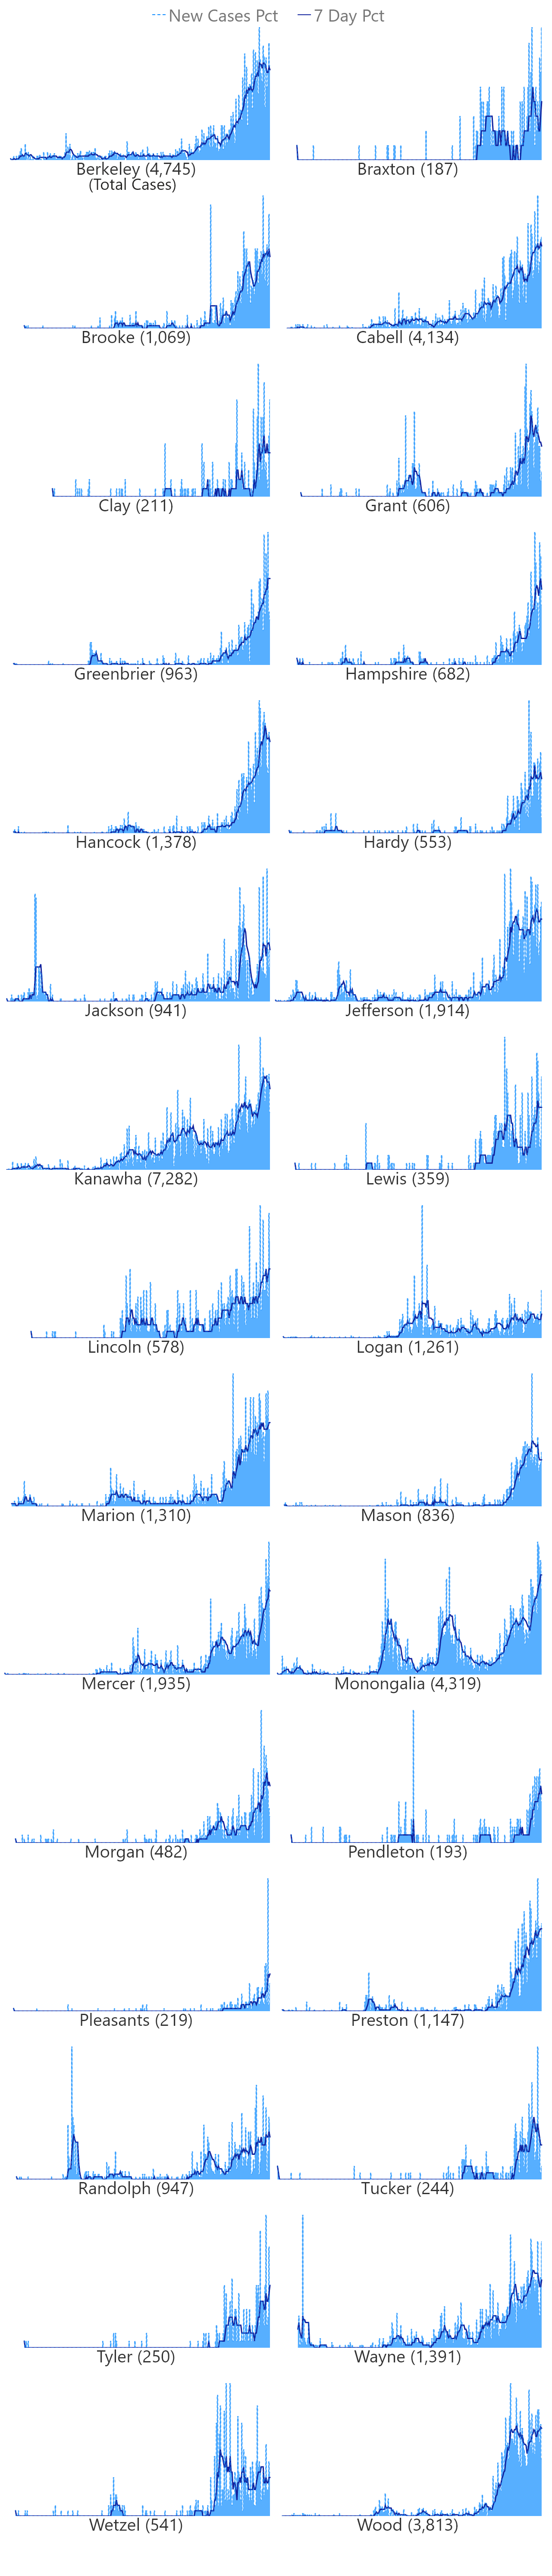 New Cases Pct 7 Day Pct
Berkeley (4,745) Braxton (187)
(Total Cases)
Brooke (1,069) Cabell (4,134)
Clay (211) Grant (606)
Greenbrier (963) Hampshire (682)
Hancock (1,378) Hardy (553)
Jackson (941) Jefferson (1,914)
Kanawha (7,282) Lewis (359)
Lincoln (578) Logan (1,261)
Marion (1,310) Mason (836)
Mercer (1,935) Monongalia (4,319)
Morgan (482) Pendleton (193)
Pleasants (219) Preston (1,147)
Randolph (947) Tucker (244)
Tyler (250) Wayne (1,391)
Wetzel (541) Wood (3,813)